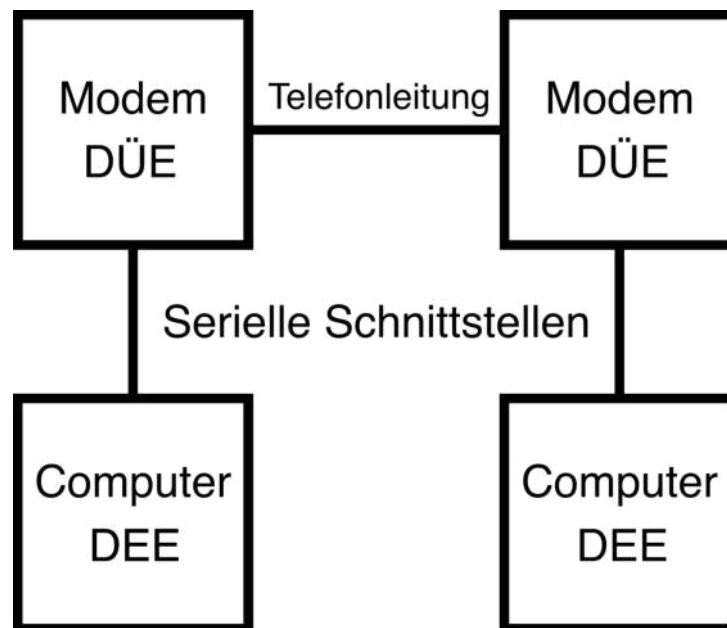 Modem
DÜE
Telefonleitung
Modem
DÜE
Serielle Schnittstellen
Computer
DEE
Computer
DEE